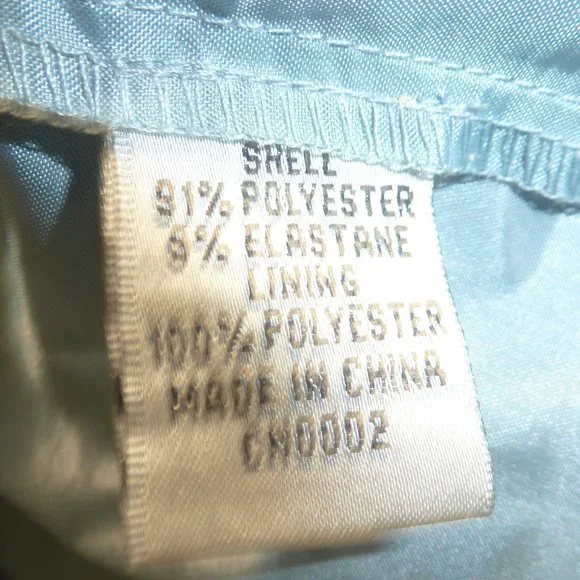 SHELL
91% POLYESTER
9% ELASTANE
LINING
100% POLYESTER
MADE IN CHINA
CN0002